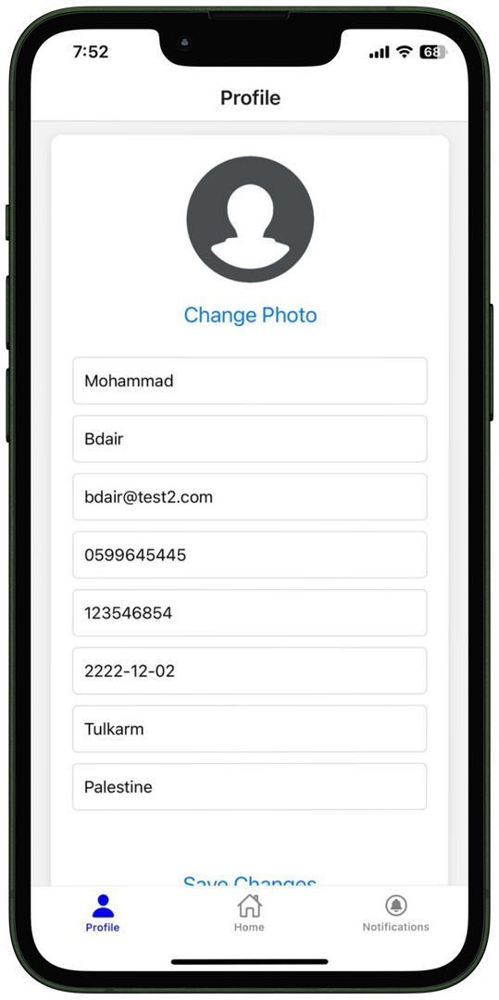 7:52
68
Profile
Change Photo
Mohammad
Bdair
bdair@test2.com
0599645445
123546854
2222-12-02
Tulkarm
Palestine
Save Changes
Profile
Home
Notifications